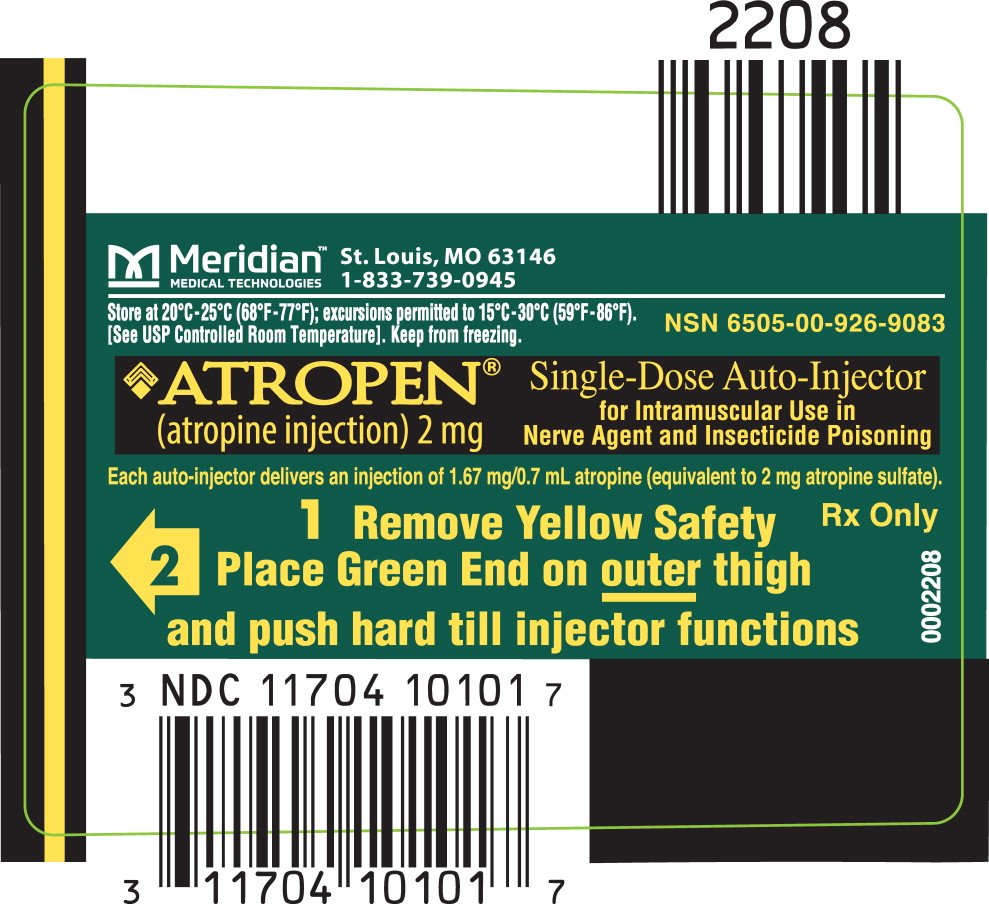 2208
Meridian™
MEDICAL TECHNOLOGIES
St. Louis, MO 63146
1-833-739-0945
Store at 20°C-25°C (68°F-77°F); excursions permitted to 15°C-30°C (59°F-86°F).
[See USP Controlled Room Temperature]. Keep from freezing.
NSN 6505-00-926-9083
ATROPEN®
(atropine injection) 2 mg
Single-Dose Auto-Injector
for Intramuscular Use in
Nerve Agent and Insecticide Poisoning
Each auto-injector delivers an injection of 1.67 mg/0.7 mL atropine (equivalent to 2 mg atropine sulfate).
1 Remove Yellow Safety
Rx Only
2 Place Green End on outer thigh
and push hard till injector functions
0002208
3 NDC 11704 10101 7
3 11704 10101 7